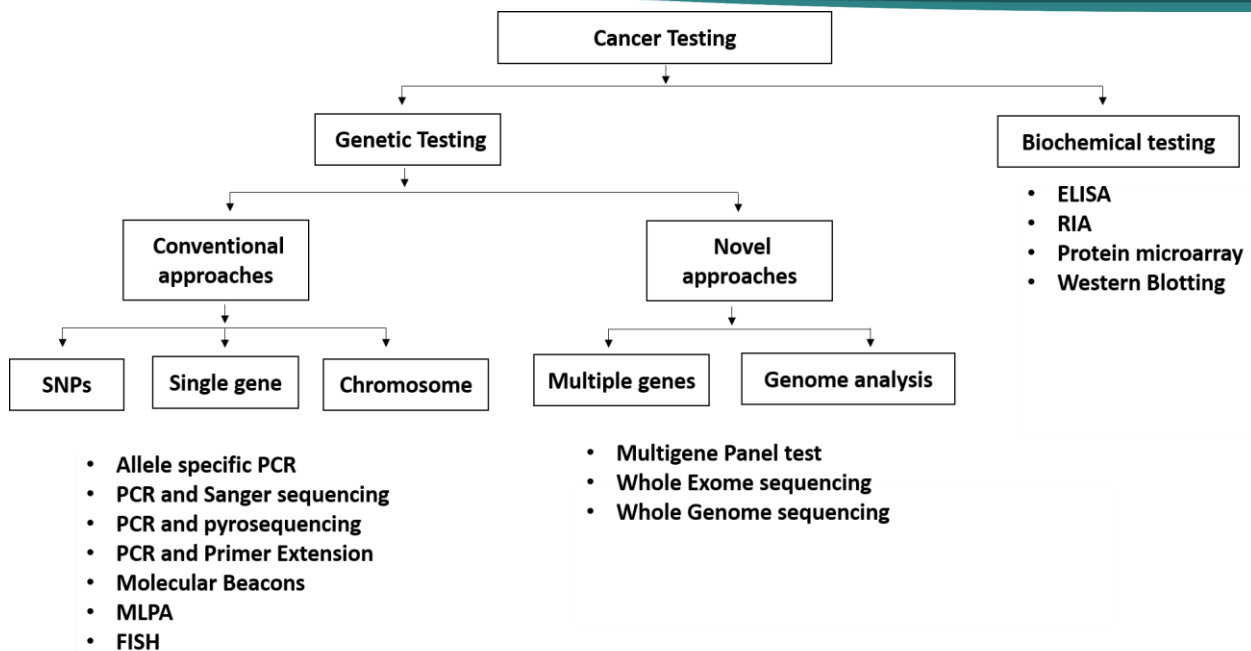 Cancer Testing
Genetic Testing
Biochemical testing
• ELISA
• RIA
• Protein microarray
• Western Blotting
Conventional
approaches
Novel
approaches
SNPs
Single gene
Chromosome
Multiple genes
Genome analysis
• Allele specific PCR
• PCR and Sanger sequencing
• PCR and pyrosequencing
• PCR and Primer Extension
• Molecular Beacons
• MLPA
• FISH
• Multigene Panel test
• Whole Exome sequencing
• Whole Genome sequencing